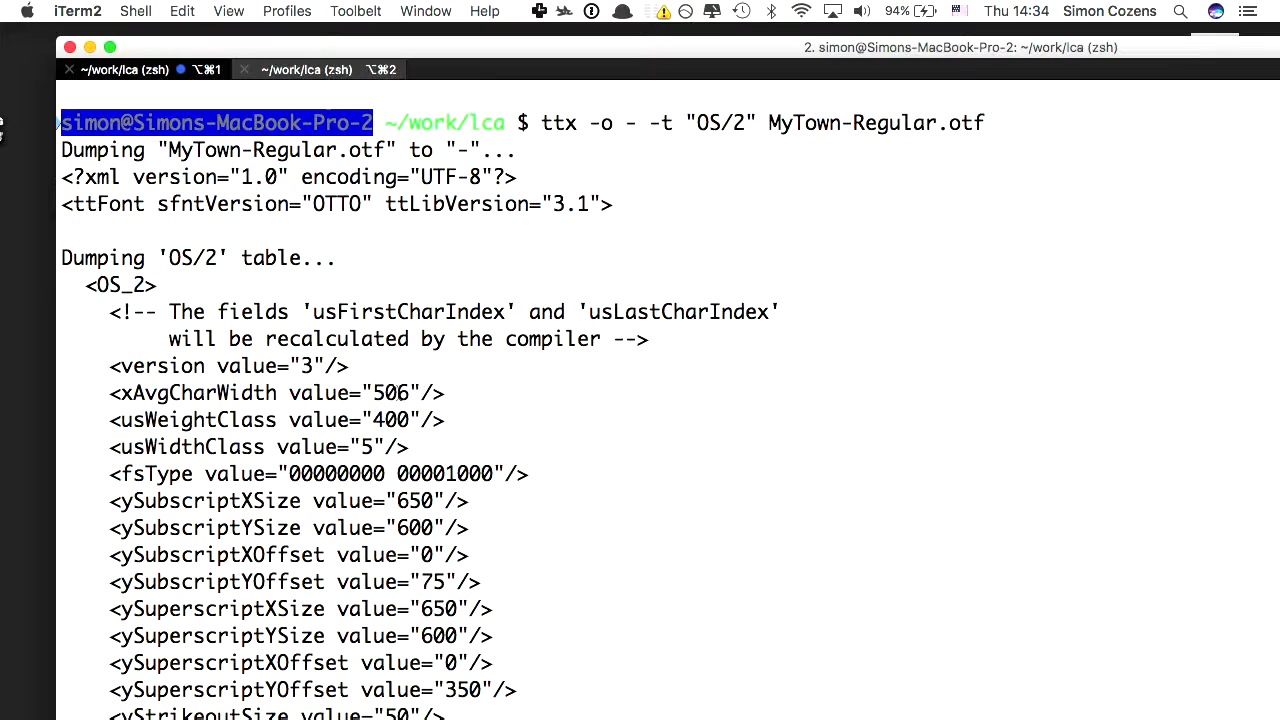 iTerm2 Shell Edit View Profiles Toolbelt Window Help 94% Thu 14:34 Simon Cozens
2. simon@Simons-MacBook-Pro-2: ~/work/lca (zsh)
~/work/lca (zsh) ⌥⌘1 ~/work/lca (zsh) ⌥⌘2
simon@Simons-MacBook-Pro-2 ~/work/lca $ ttx -o - -t "OS/2" MyTown-Regular.otf
Dumping "MyTown-Regular.otf" to "-"...
<?xml version="1.0" encoding="UTF-8"?>
<ttFont sfntVersion="OTTO" ttLibVersion="3.1">
Dumping 'OS/2' table...
<OS_2>
<!-- The fields 'usFirstCharIndex' and 'usLastCharIndex'
will be recalculated by the compiler -->
<version value="3"/>
<xAvgCharWidth value="506"/>
<usWeightClass value="400"/>
<usWidthClass value="5"/>
<fsType value="00000000 00001000"/>
<ySubscriptXSize value="650"/>
<ySubscriptYSize value="600"/>
<ySubscriptXOffset value="0"/>
<ySubscriptYOffset value="75"/>
<ySuperscriptXSize value="650"/>
<ySuperscriptYSize value="600"/>
<ySuperscriptXOffset value="0"/>
<ySuperscriptYOffset value="350"/>
<yStrikeoutSize value="50"/>